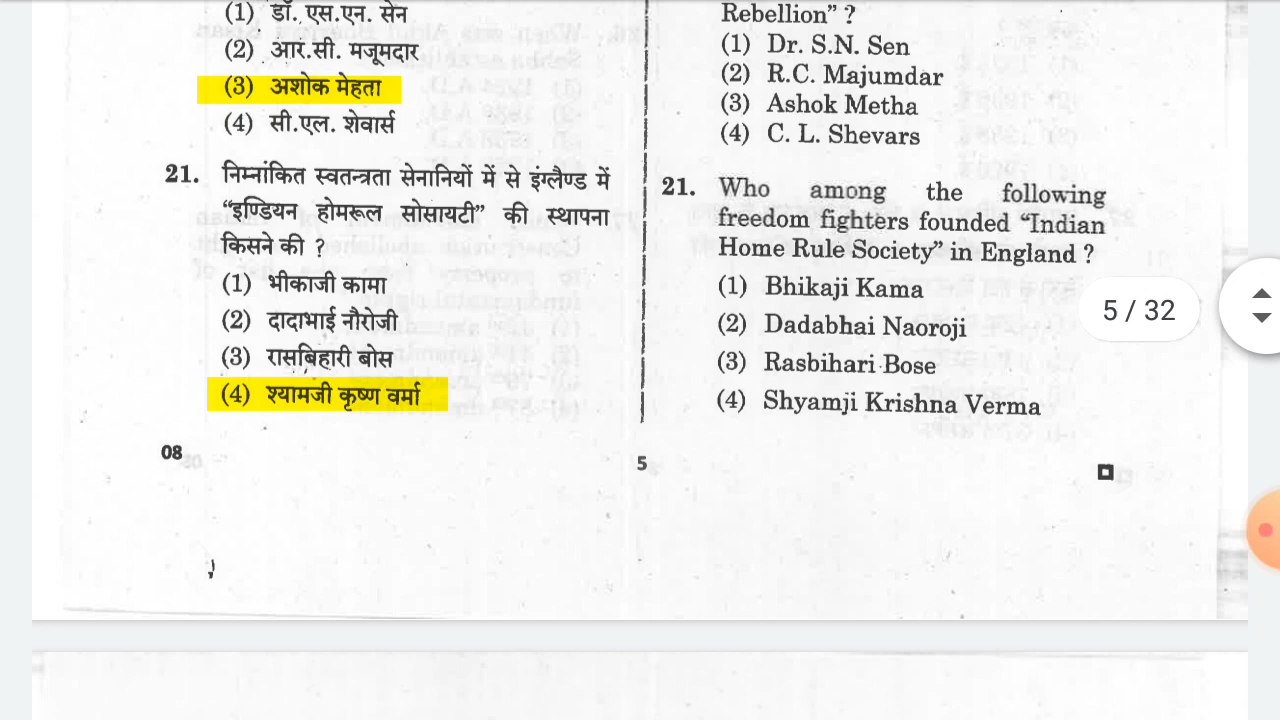 (1) डॉ. एस.एन. सेन
(2) आर.सी. मजूमदार
(3) अशोक मेहता
(4) सी.एल. शेवार्स
21. निम्नांकित स्वतन्त्रता सेनानियों में से इंग्लैण्ड में
“इण्डियन होमरूल सोसायटी” की स्थापना
किसने की ?
(1) भीकाजी कामा
(2) दादाभाई नौरोजी
(3) रासबिहारी बोस
(4) श्यामजी कृष्ण वर्मा
08
Rebellion” ?
(1) Dr. S.N. Sen
(2) R.C. Majumdar
(3) Ashok Metha
(4) C. L. Shevars
21. Who among the following
freedom fighters founded “Indian
Home Rule Society” in England ?
(1) Bhikaji Kama
(2) Dadabhai Naoroji
(3) Rasbihari Bose
(4) Shyamji Krishna Verma
5
5 / 32